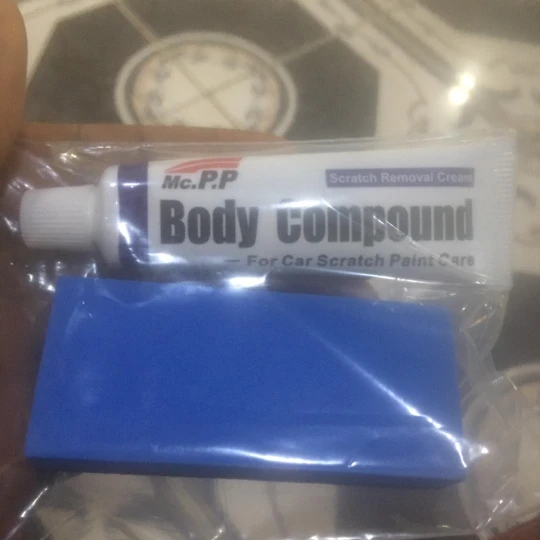 Mc.P.P
Scratch Removal Cream
Body Compound
— For Car Scratch Paint Care